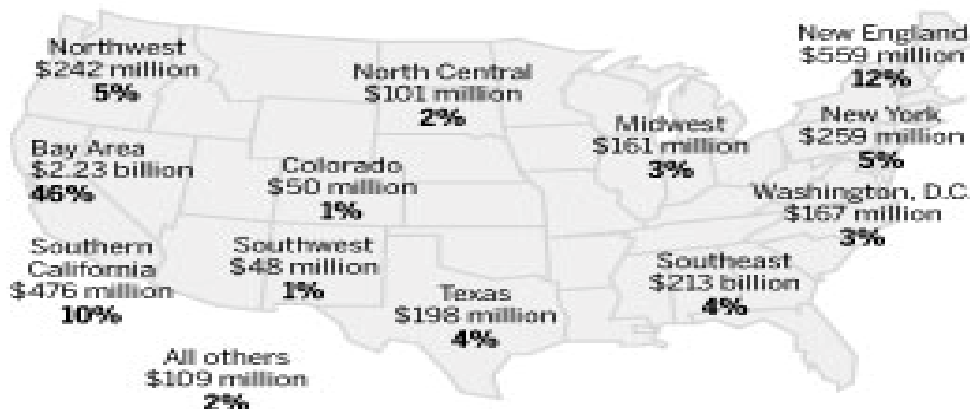 Northwest
$242 million
5%
North Central
$101 million
2%
New England
$559 million
12%
Midwest
$161 million
3%
New York
$259 million
5%
Bay Area
$2.23 billion
46%
Colorado
$50 million
1%
Washington, D.C.
$167 million
3%
Southern
California
$476 million
10%
Southwest
$48 million
1%
Texas
$198 million
4%
Southeast
$213 billion
4%
All others
$109 million
2%